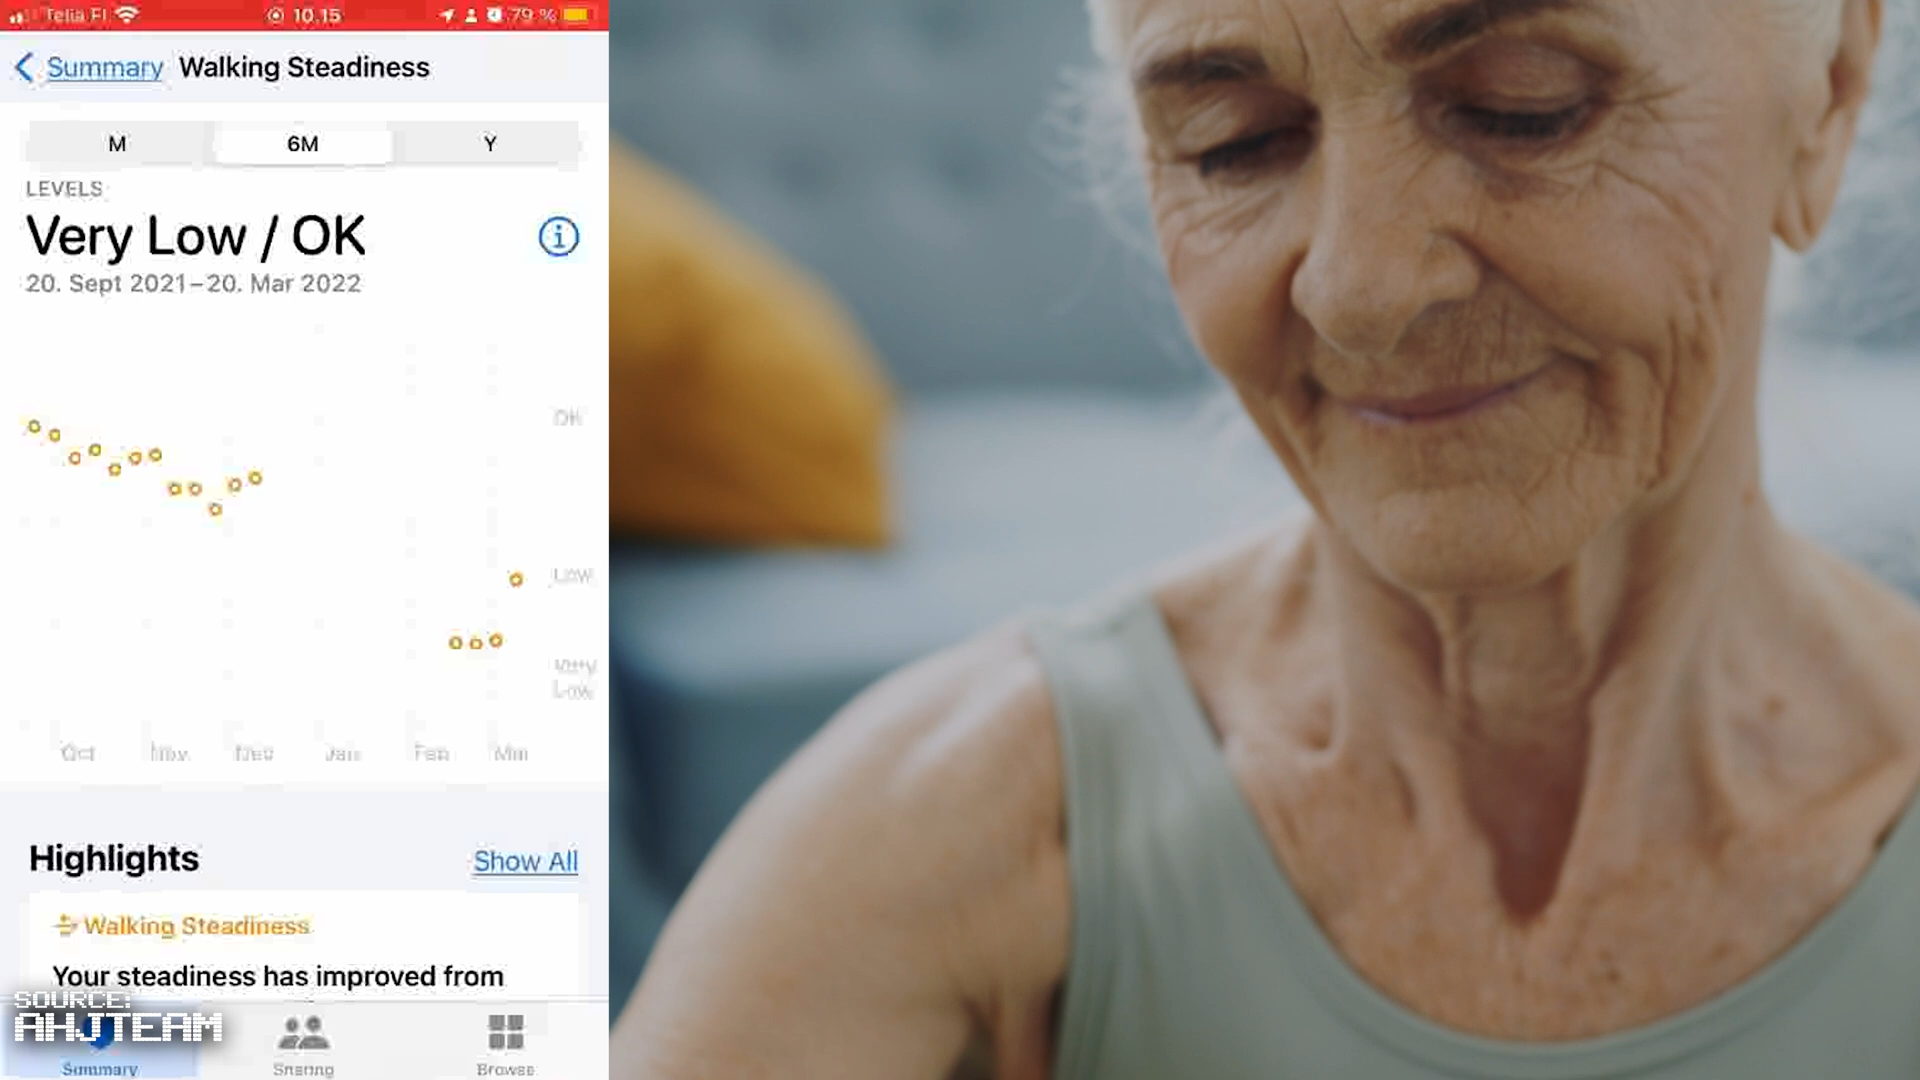 Telia FI 10.15 79 %
Summary Walking Steadiness
M 6M Y
LEVELS
Very Low / OK
20. Sept 2021–20. Mar 2022
OK
Low
Low
Oct Nov Dec Jan Feb Mar
Highlights Show All
Walking Steadiness
Your steadiness has improved from
SOURCE:
AHJTEAM
Summary Sharing Browse